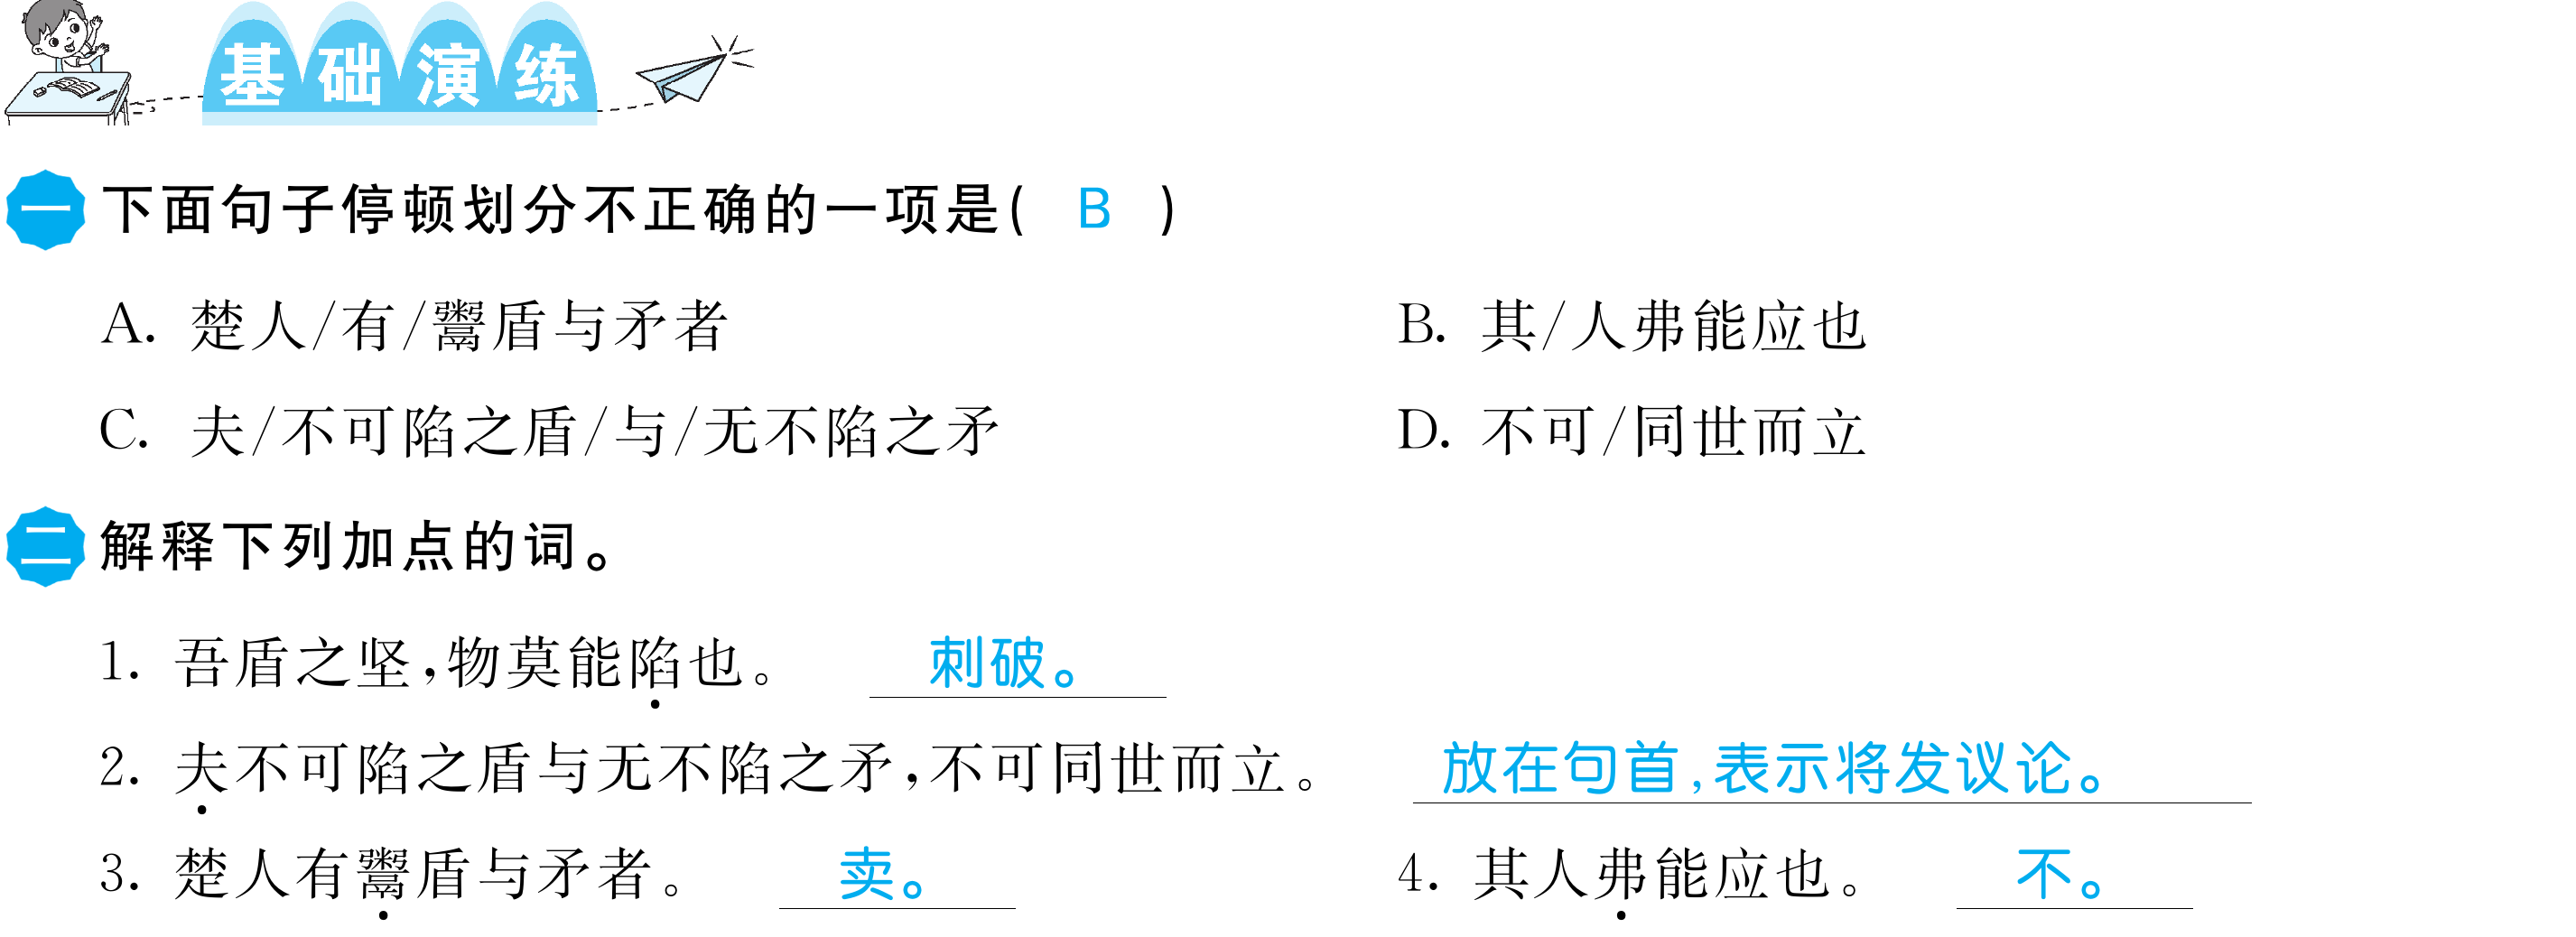 基础演练
一 下面句子停顿划分不正确的一项是( B )
A. 楚人/有/鬻盾与矛者 B. 其/人弗能应也
C. 夫/不可陷之盾/与/无不陷之矛 D. 不可/同世而立
二 解释下列加点的词。
1. 吾盾之坚,物莫能陷也。 刺破。
2. 夫不可陷之盾与无不陷之矛,不可同世而立。 放在句首,表示将发议论。
3. 楚人有鬻盾与矛者。 卖。 4. 其人弗能应也。 不。